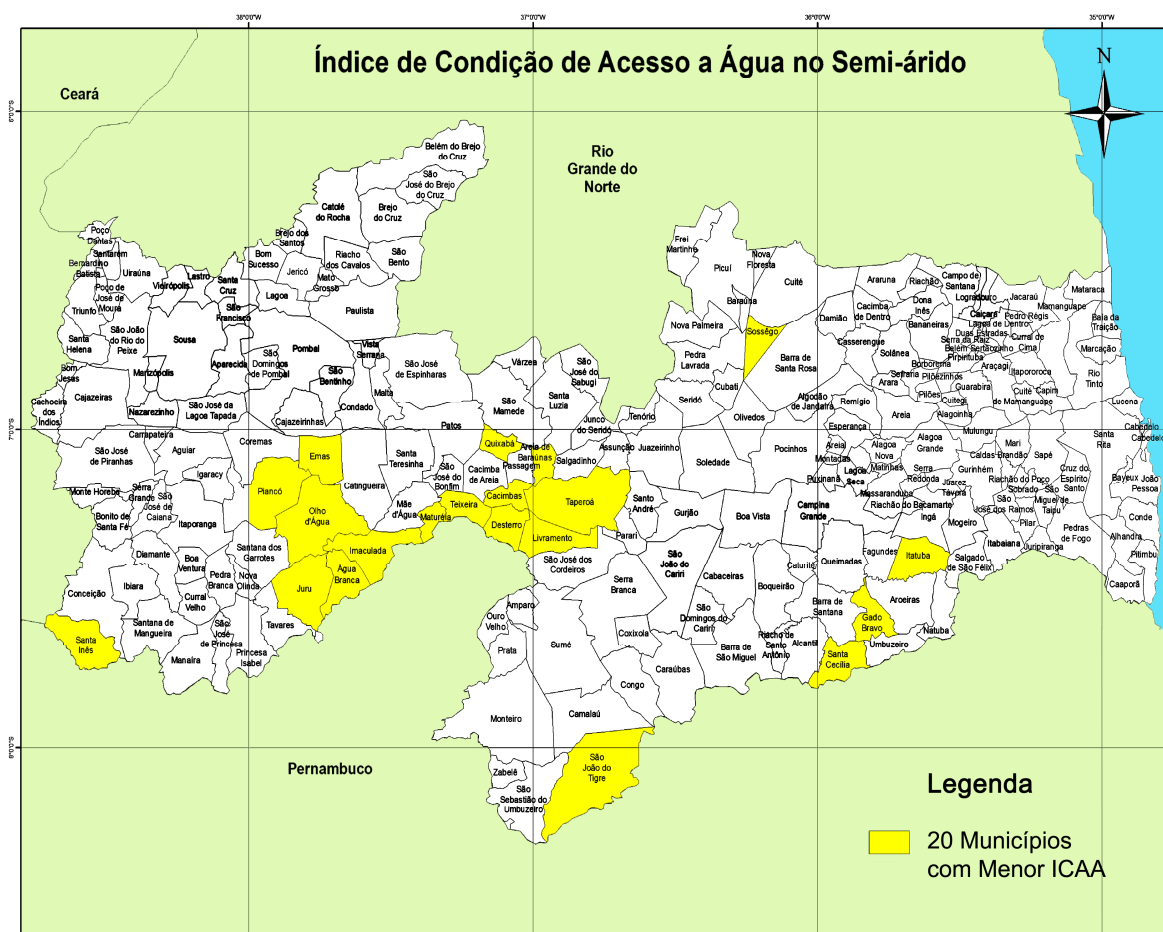 38°0'0"W
37°0'0"W
36°0'0"W
35°0'0"W
Índice de Condição de Acesso a Água no Semi-árido
N
Ceará
6°0'0"S
Rio
Grande do
Norte
Belém do Brejo
do Cruz
São
José do Brejo
do Cruz
Catolé
do Rocha
Brejo
do Cruz
Poço
Dantas
Brejo dos
Santos
Santarém
Bernardino
Batista
Uiraúna
Vieirópolis
Lastro
Santa
Cruz
Bom
Sucesso
Jericó
Riacho
dos Cavalos
São
Bento
Mato
Grosso
Poço de
José de
Moura
Triunfo
Lagoa
São
Francisco
Paulista
Santa
Helena
São João
do Rio do
Peixe
Sousa
Pombal
Vista
Serrana
Aparecida
São
Domingos
de Pombal
São
Bentinho
São José
de Espinharas
Bom
Jesus
Marizópolis
Cajazeiras
Malta
Cachoeira
dos
Índios
Nazarezinho
São José da
Lagoa Tapada
Condado
Cajazeirinhas
Patos
Frei
Martinho
Nova
Floresta
Picuí
Cuité
Baraúna
Nova Palmeira
Sossêgo
Pedra
Lavrada
Barra de
Santa Rosa
Cubati
Várzea
São
José do
Sabugi
São
Mamede
Santa
Luzia
Junco
do Seridó
Tenório
Seridó
Olivedos
Algodão
de Jandaíra
Araruna
Riachão
Campo de
Santana
Logradouro
Jacaraú
Mataraca
Mamanguape
Damião
Cacimba
de Dentro
Dona
Inês
Caiçara
Pedro Régis
Baia da
Traição
Bananeiras
Lagoa de Dentro
Duas Estradas
Curral de
Cima
Casserengue
Serra da Raiz
Solânea
Belém
Sertãozinho
Pirpirituba
Marcação
Borborema
Araçagi
Itapororoca
Serraria
Pilõezinhos
Arara
Guarabira
Rio
Tinto
Remígio
Pilões
Cuitegi
Cuité
de Mamanguape
Capim
Areia
Alagoinha
Lucena
Esperança
Mulungu
Santa
Rita
Cabedelo
Cabedelo
7°0'0"S
Carrapateira
Coremas
Emas
Quixabá
Areia de
Baraúnas
Passagem
Salgadinho
Assunção
Juazeirinho
Soledade
Pocinhos
Areial
Montadas
Alagoa
Nova
Alagoa
Grande
Mari
Sapé
Caldas Brandão
Lagoa
Seca
Matinhas
Serra
Redonda
Gurinhém
Puxinanã
Juarez
Távora
Riachão do Poço
Sobrado
Cruz do
Espírito
Santo
São
Miguel de
Taipu
Bayeux
João
Pessoa
Massaranduba
Riachão do Bacamarte
São
José dos Ramos
Conde
Ingá
Mogeiro
Pilar
Pedras
de Fogo
Alhandra
Itabaiana
Juripiranga
Pitimbu
Caaporã
São José
de Piranhas
Aguiar
Igaracy
Piancó
Catingueira
Santa
Teresinha
São
José do
Bonfim
Cacimba
de Areia
Cacimbas
Taperoá
Santo
André
Gurjão
Boa Vista
Campina
Grande
Monte Horebe
Serra
Grande
São
José de
Caiana
Olho
d'Água
Mãe
d'Água
Teixeira
Maturéia
Desterro
Livramento
Parari
Bonito de
Santa Fé
Itaporanga
Imaculada
São José dos
Cordeiros
São
João do
Cariri
Fagundes
Itatuba
Salgado
de São Félix
Queimadas
Diamante
Boa
Ventura
Santana dos
Garrotes
Água
Branca
Caturité
Conceição
Ibiara
Pedra
Branca
Nova
Olinda
Juru
Serra
Branca
Cabaceiras
Boqueirão
Curral
Velho
Amparo
Ouro
Velho
São
Domingos do
Cariri
Barra de
Santana
Aroeiras
Santa
Inês
Santana de
Mangueira
São
José
de Princesa
Tavares
Gado
Bravo
Natuba
Coxixola
Riacho de
Santo
Antônio
Alcantil
Manaíra
Princesa
Isabel
Prata
Sumé
Barra de
São Miguel
Santa
Cecília
Umbuzeiro
Caraúbas
Congo
Monteiro
Camalaú
8°0'0"S
São
João do
Tigre
Pernambuco
Zabelê
São
Sebastião do
Umbuzeiro
Legenda
20 Municípios
com Menor ICAA